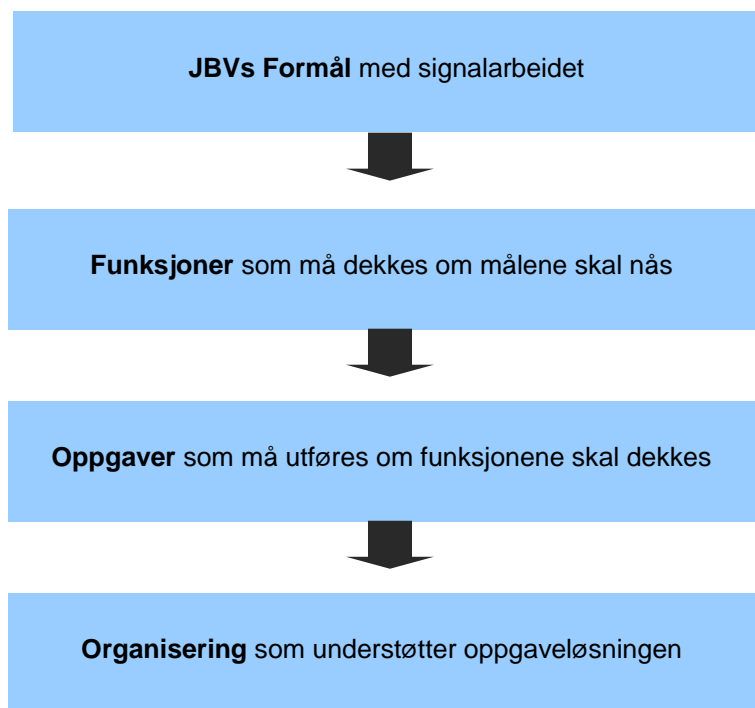 JBVs Formål med signalarbeidet
Funksjoner som må dekkes om målene skal nås
Oppgaver som må utføres om funksjonene skal dekkes
Organisering som understøtter oppgaveløsningen